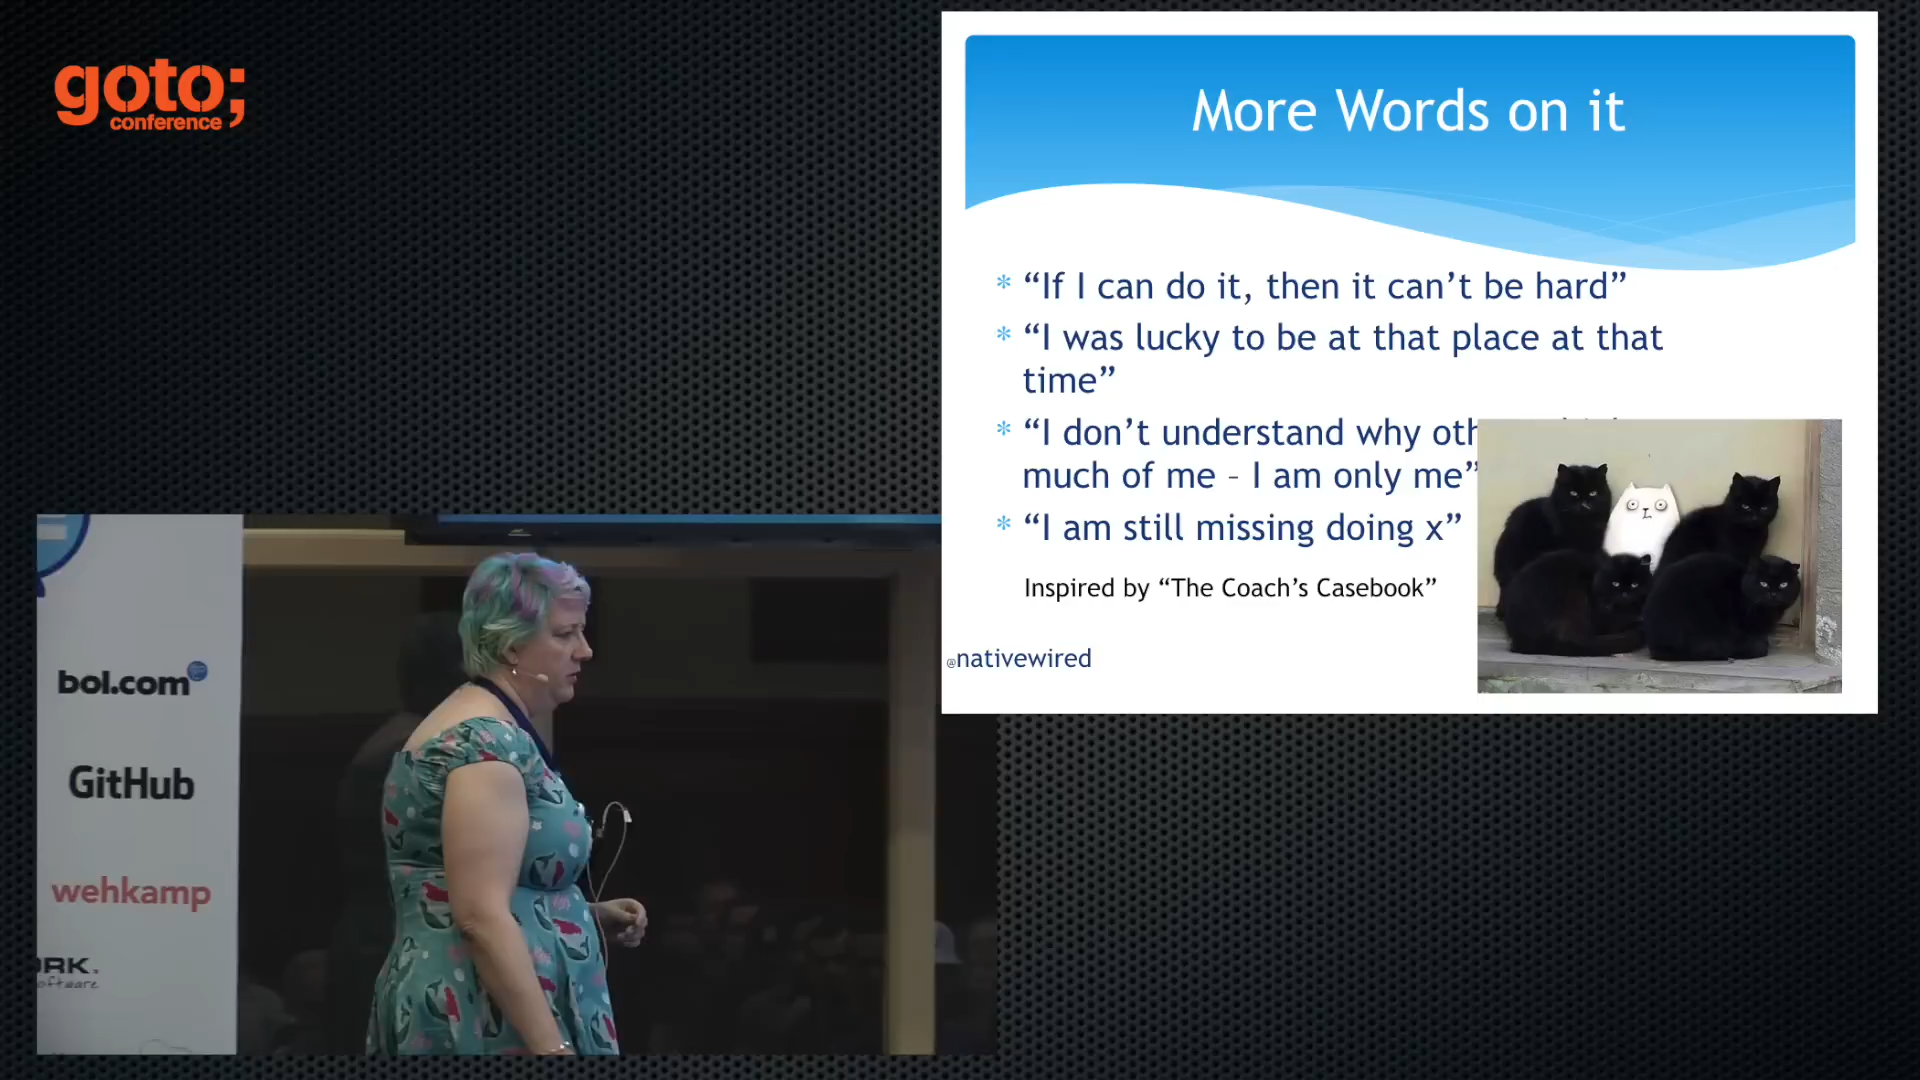 goto;
conference
More Words on it
* “If I can do it, then it can’t be hard”
* “I was lucky to be at that place at that
time”
* “I don’t understand why oth
much of me – I am only me”
* “I am still missing doing x”
Inspired by “The Coach’s Casebook”
@nativewired
bol.com
GitHub
wehkamp
ORK.
oftware